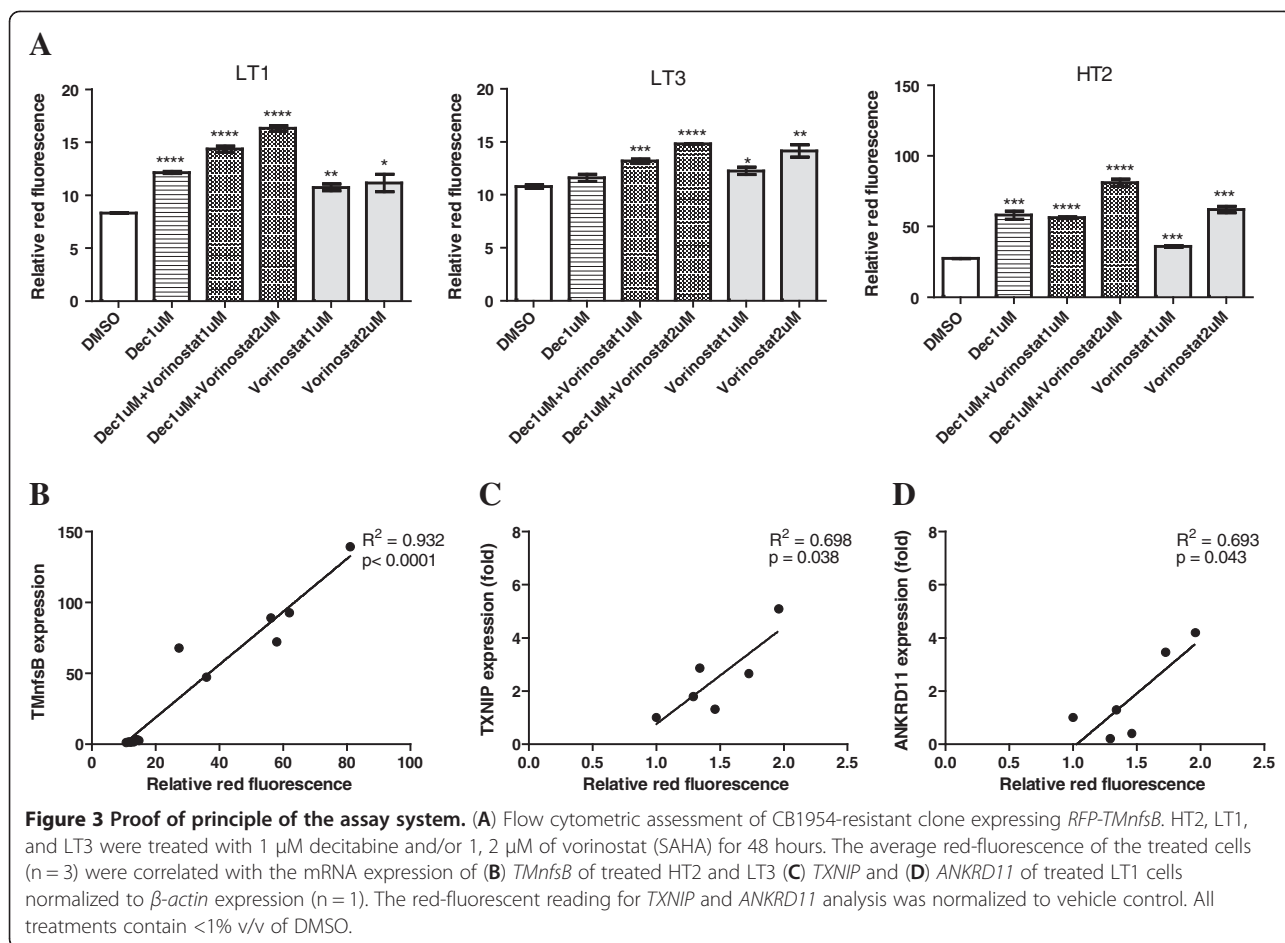 A
LT1
Relative red fluorescence
20
15
10
5
0
****
****
****
**
*
DMSO
Dec1uM
Dec1uM+Vorinostat1uM
Dec1uM+Vorinostat2uM
Vorinostat1uM
Vorinostat2uM
LT3
Relative red fluorescence
20
15
10
5
0
***
****
*
**
DMSO
Dec1uM
Dec1uM+Vorinostat1uM
Dec1uM+Vorinostat2uM
Vorinostat1uM
Vorinostat2uM
HT2
Relative red fluorescence
150
100
50
0
***
****
****
***
***
DMSO
Dec1uM
Dec1uM+Vorinostat1uM
Dec1uM+Vorinostat2uM
Vorinostat1uM
Vorinostat2uM
B
TMnfsB expression
150
100
50
0
R² = 0.932
p< 0.0001
0 20 40 60 80 100
Relative red fluorescence
C
TXNIP expression (fold)
8
6
4
2
0
R² = 0.698
p = 0.038
0.0 0.5 1.0 1.5 2.0 2.5
Relative red fluorescence
D
ANKRD11 expression (fold)
8
6
4
2
0
R² = 0.693
p = 0.043
0.0 0.5 1.0 1.5 2.0 2.5
Relative red fluorescence
Figure 3 Proof of principle of the assay system. (A) Flow cytometric assessment of CB1954-resistant clone expressing RFP-TMnfsB. HT2, LT1,
and LT3 were treated with 1 μM decitabine and/or 1, 2 μM of vorinostat (SAHA) for 48 hours. The average red-fluorescence of the treated cells
(n = 3) were correlated with the mRNA expression of (B) TMnfsB of treated HT2 and LT3 (C) TXNIP and (D) ANKRD11 of treated LT1 cells
normalized to β-actin expression (n = 1). The red-fluorescent reading for TXNIP and ANKRD11 analysis was normalized to vehicle control. All
treatments contain <1% v/v of DMSO.